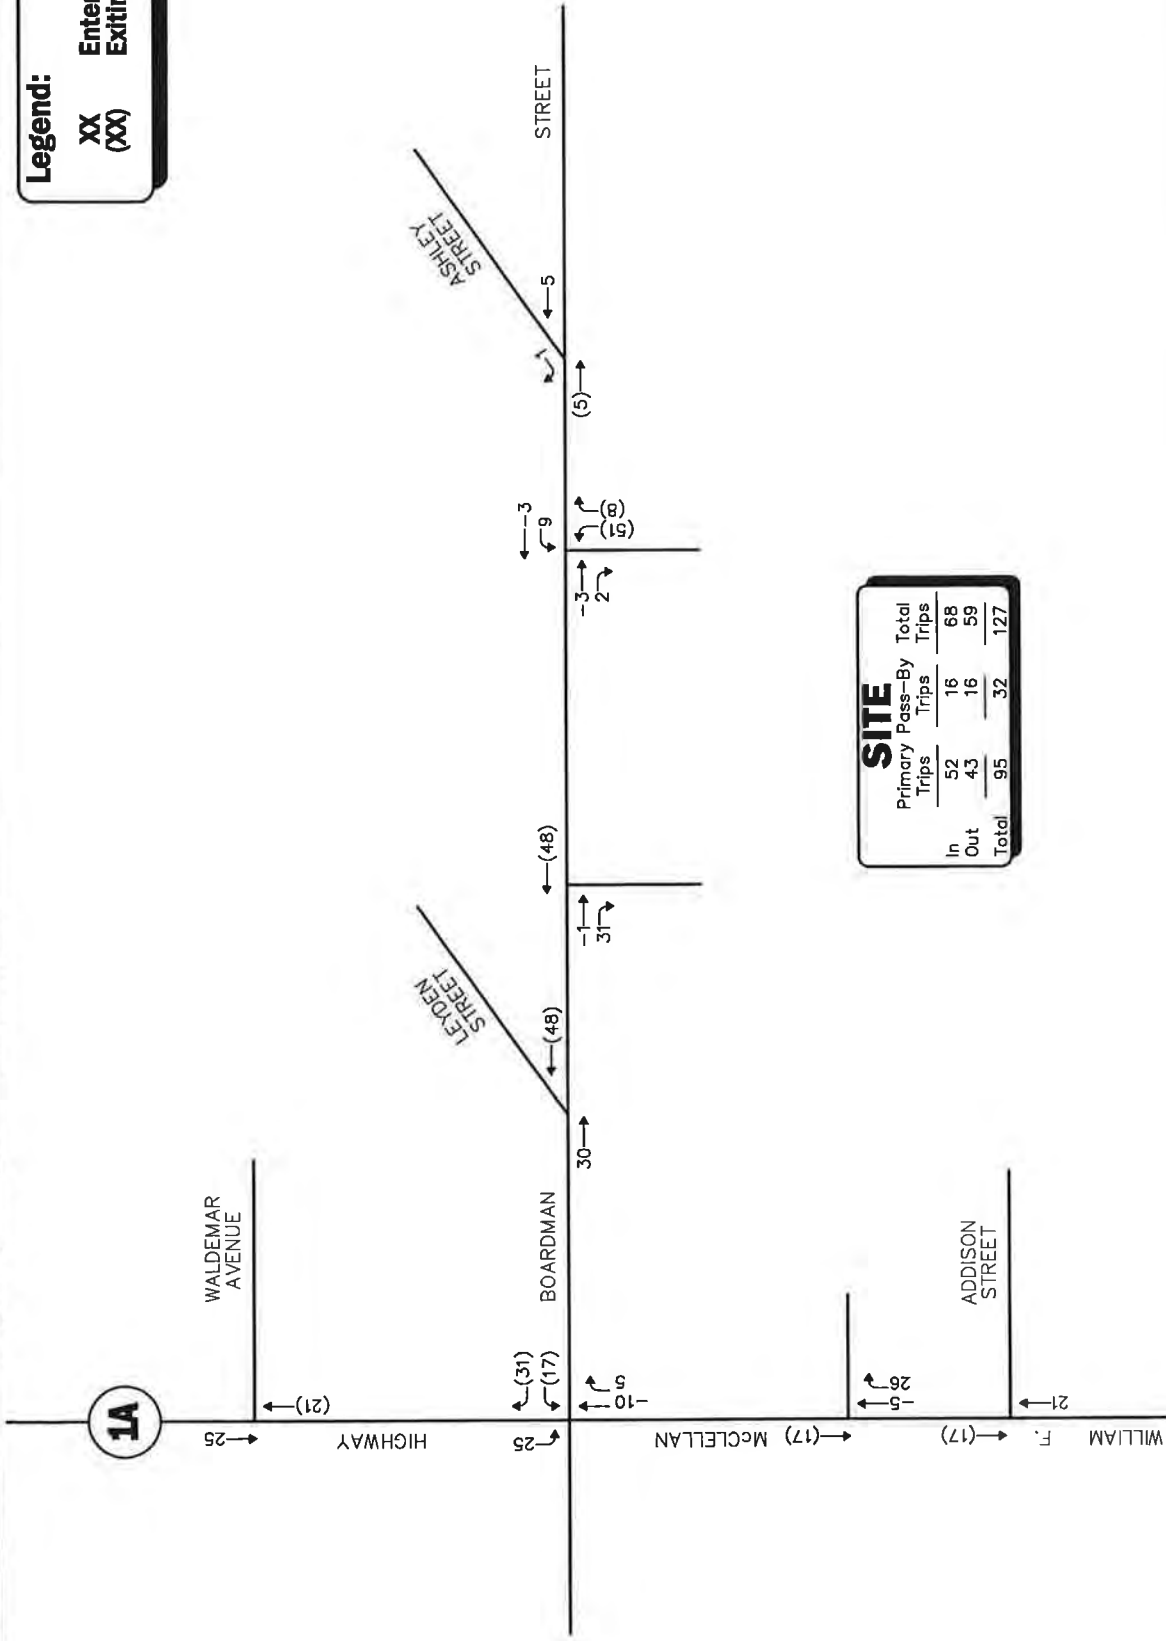 Legend:
XX Enter
(XX) Exitin
STREET
ASHLEY
STREET
5
1
(5)
-3
9
(8)
(51)
-3
2
(48)
-1
31
LEYDEN
STREET
(48)
30
WALDEMAR
AVENUE
BOARDMAN
1A
(21)
25
HIGHWAY
(31)
(17)
25
5
-10
McCLELLAN
(17)
26
-5
ADDISON
STREET
(17)
21
F.
WILLIAM
SITE
Primary Pass-By Total
Trips Trips Trips
In 52 16 68
Out 43 16 59
Total 95 32 127